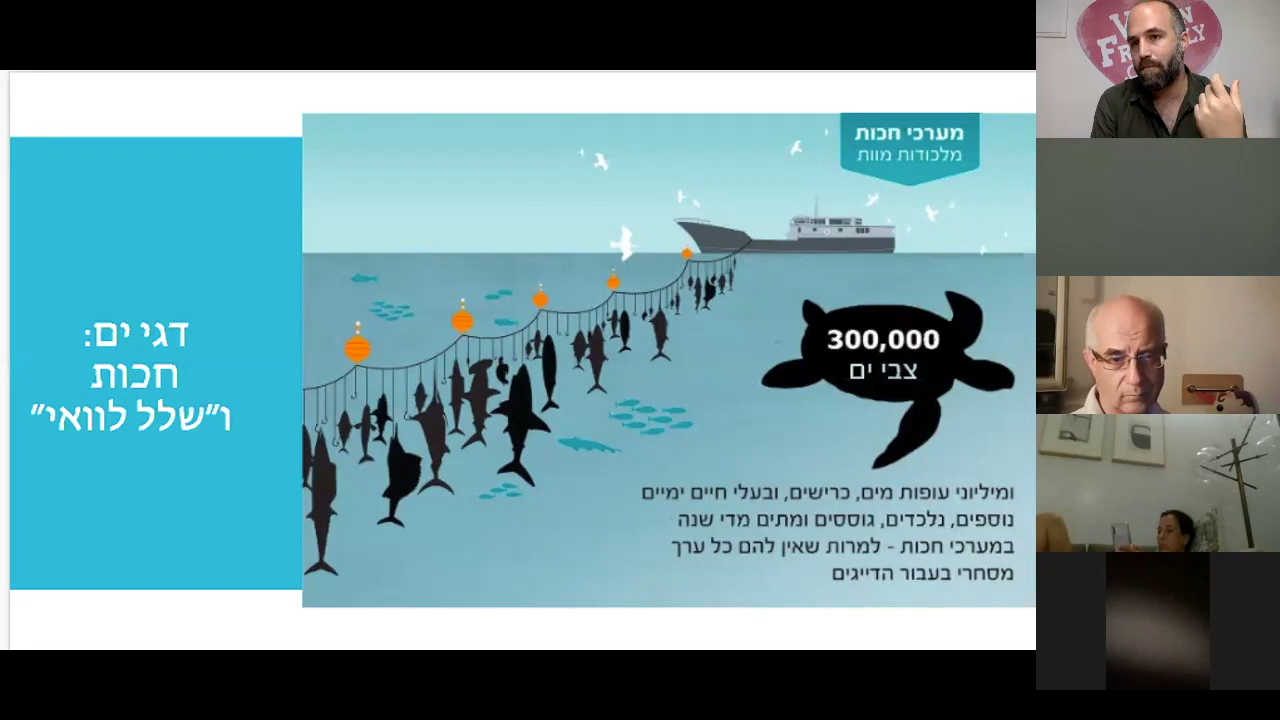 דגי ים:
חכות
ו"שלל לוואי"
מערכי חכות
מלכודות מוות
300,000
צבי ים
ומיליוני עופות מים, כרישים, ובעלי חיים ימיים
נוספים, נלכדים, גוססים ומתים מדי שנה
במערכי חכות - למרות שאין להם כל ערך
מסחרי בעבור הדייגים